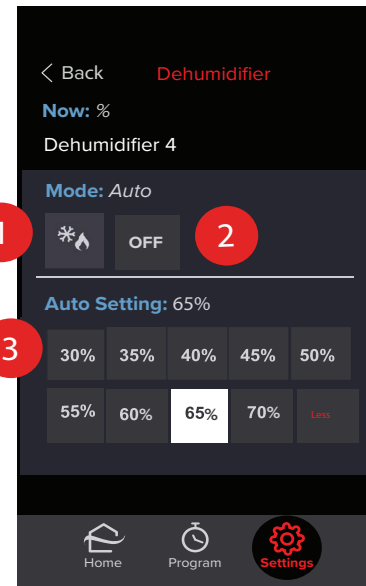 Back Dehumidifier
Now: %
Dehumidifier 4
Mode: Auto
1
OFF 2
Auto Setting: 65%
3
30% 35% 40% 45% 50%
55% 60% 65% 70% Less
Home Program Settings